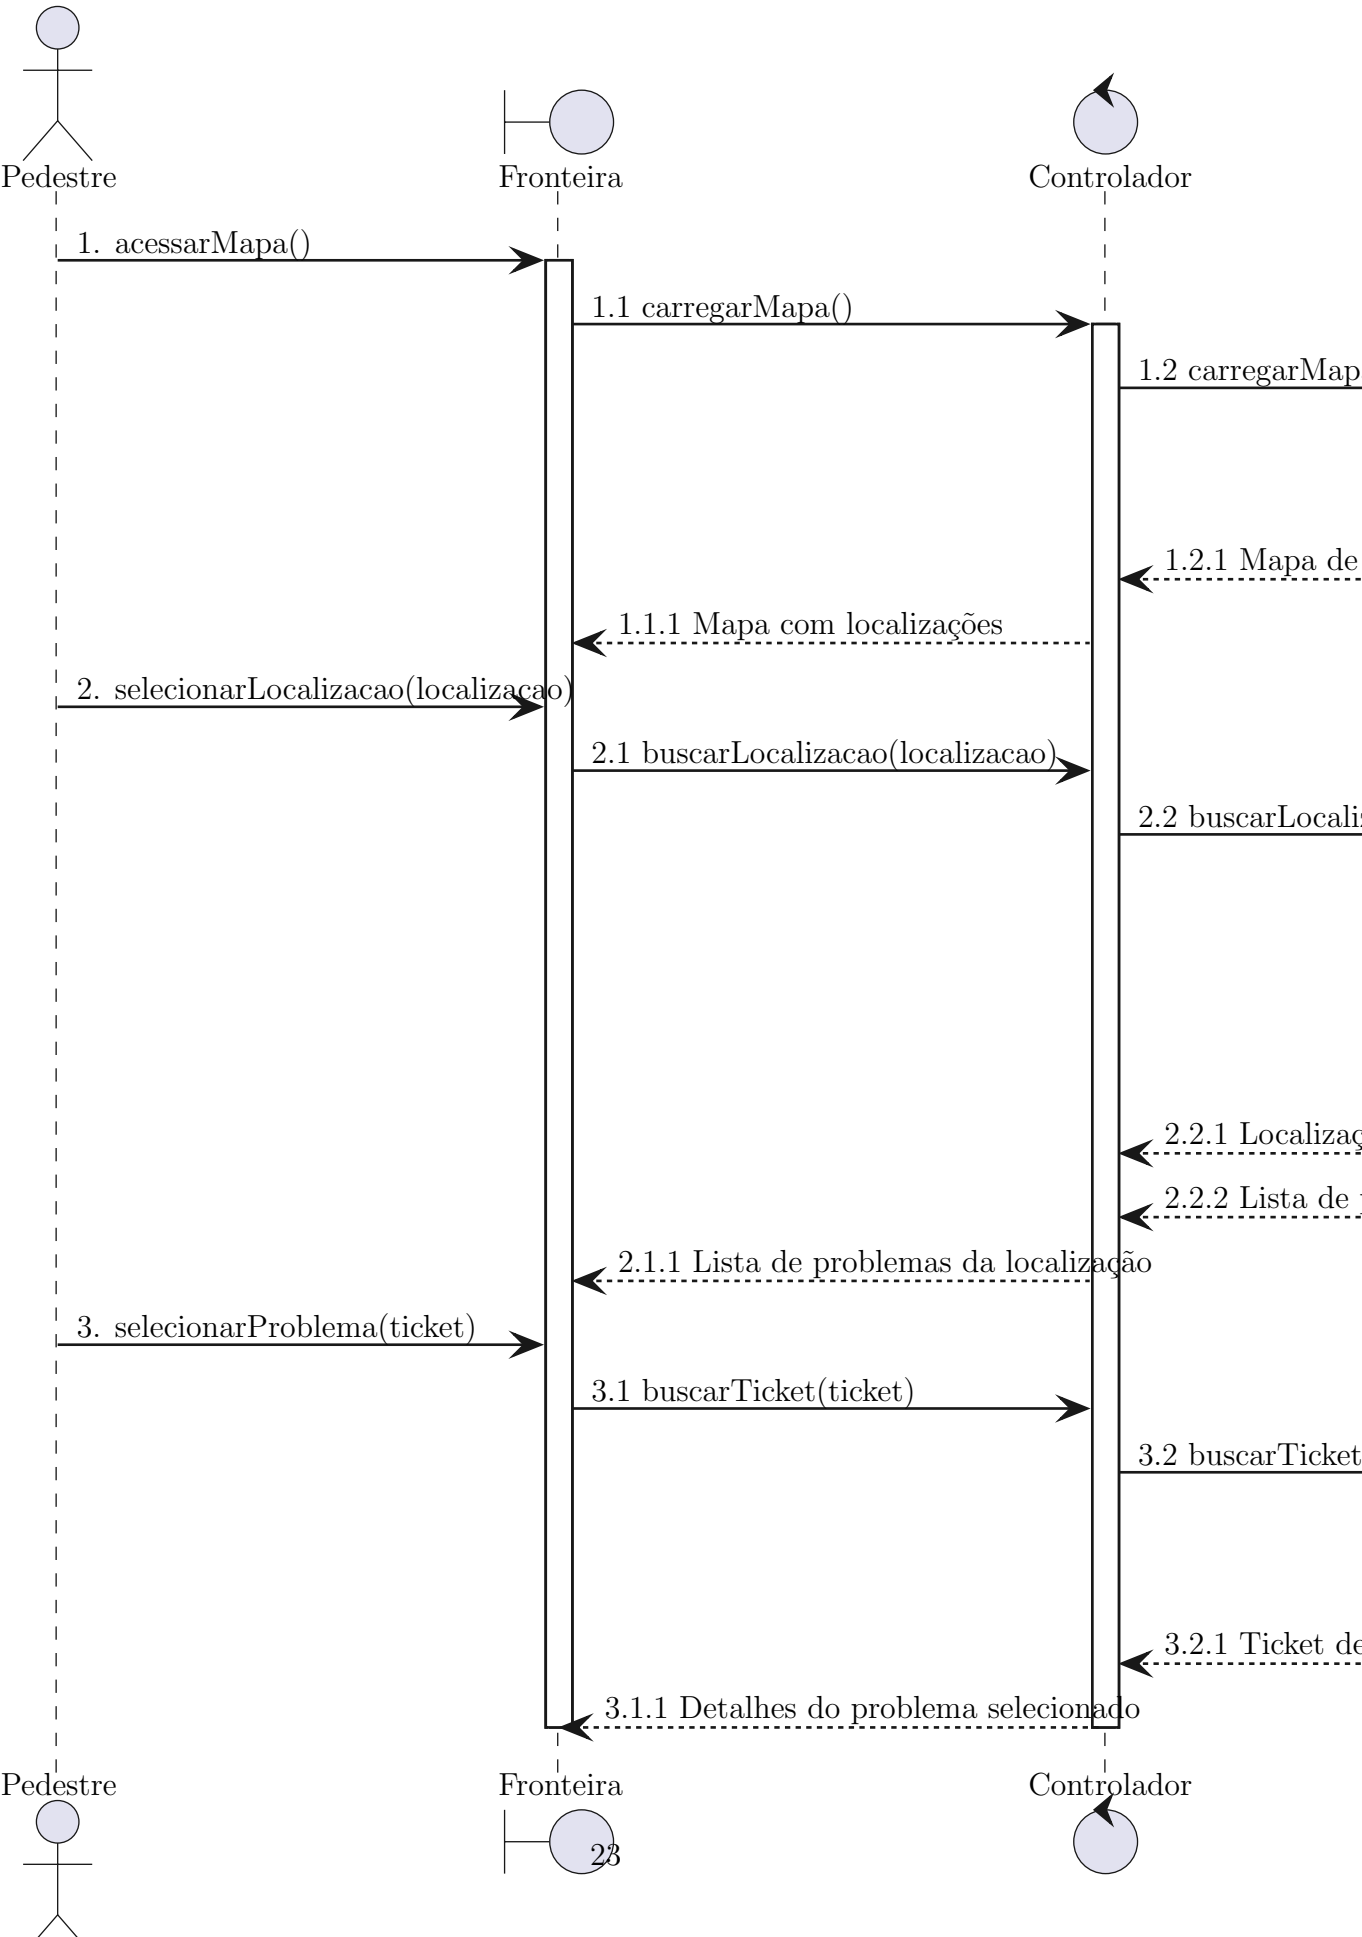 Pedestre
Fronteira
Controlador
1. acessarMapa()
1.1 carregarMapa()
1.2 carregarMap
1.2.1 Mapa de
1.1.1 Mapa com localizações
2. selecionarLocalizacao(localizacao)
2.1 buscarLocalizacao(localizacao)
2.2 buscarLocaliz
2.2.1 Localizaç
2.2.2 Lista de
2.1.1 Lista de problemas da localização
3. selecionarProblema(ticket)
3.1 buscarTicket(ticket)
3.2 buscarTicket
3.2.1 Ticket de
3.1.1 Detalhes do problema selecionado
Pedestre
Fronteira
Controlador
23